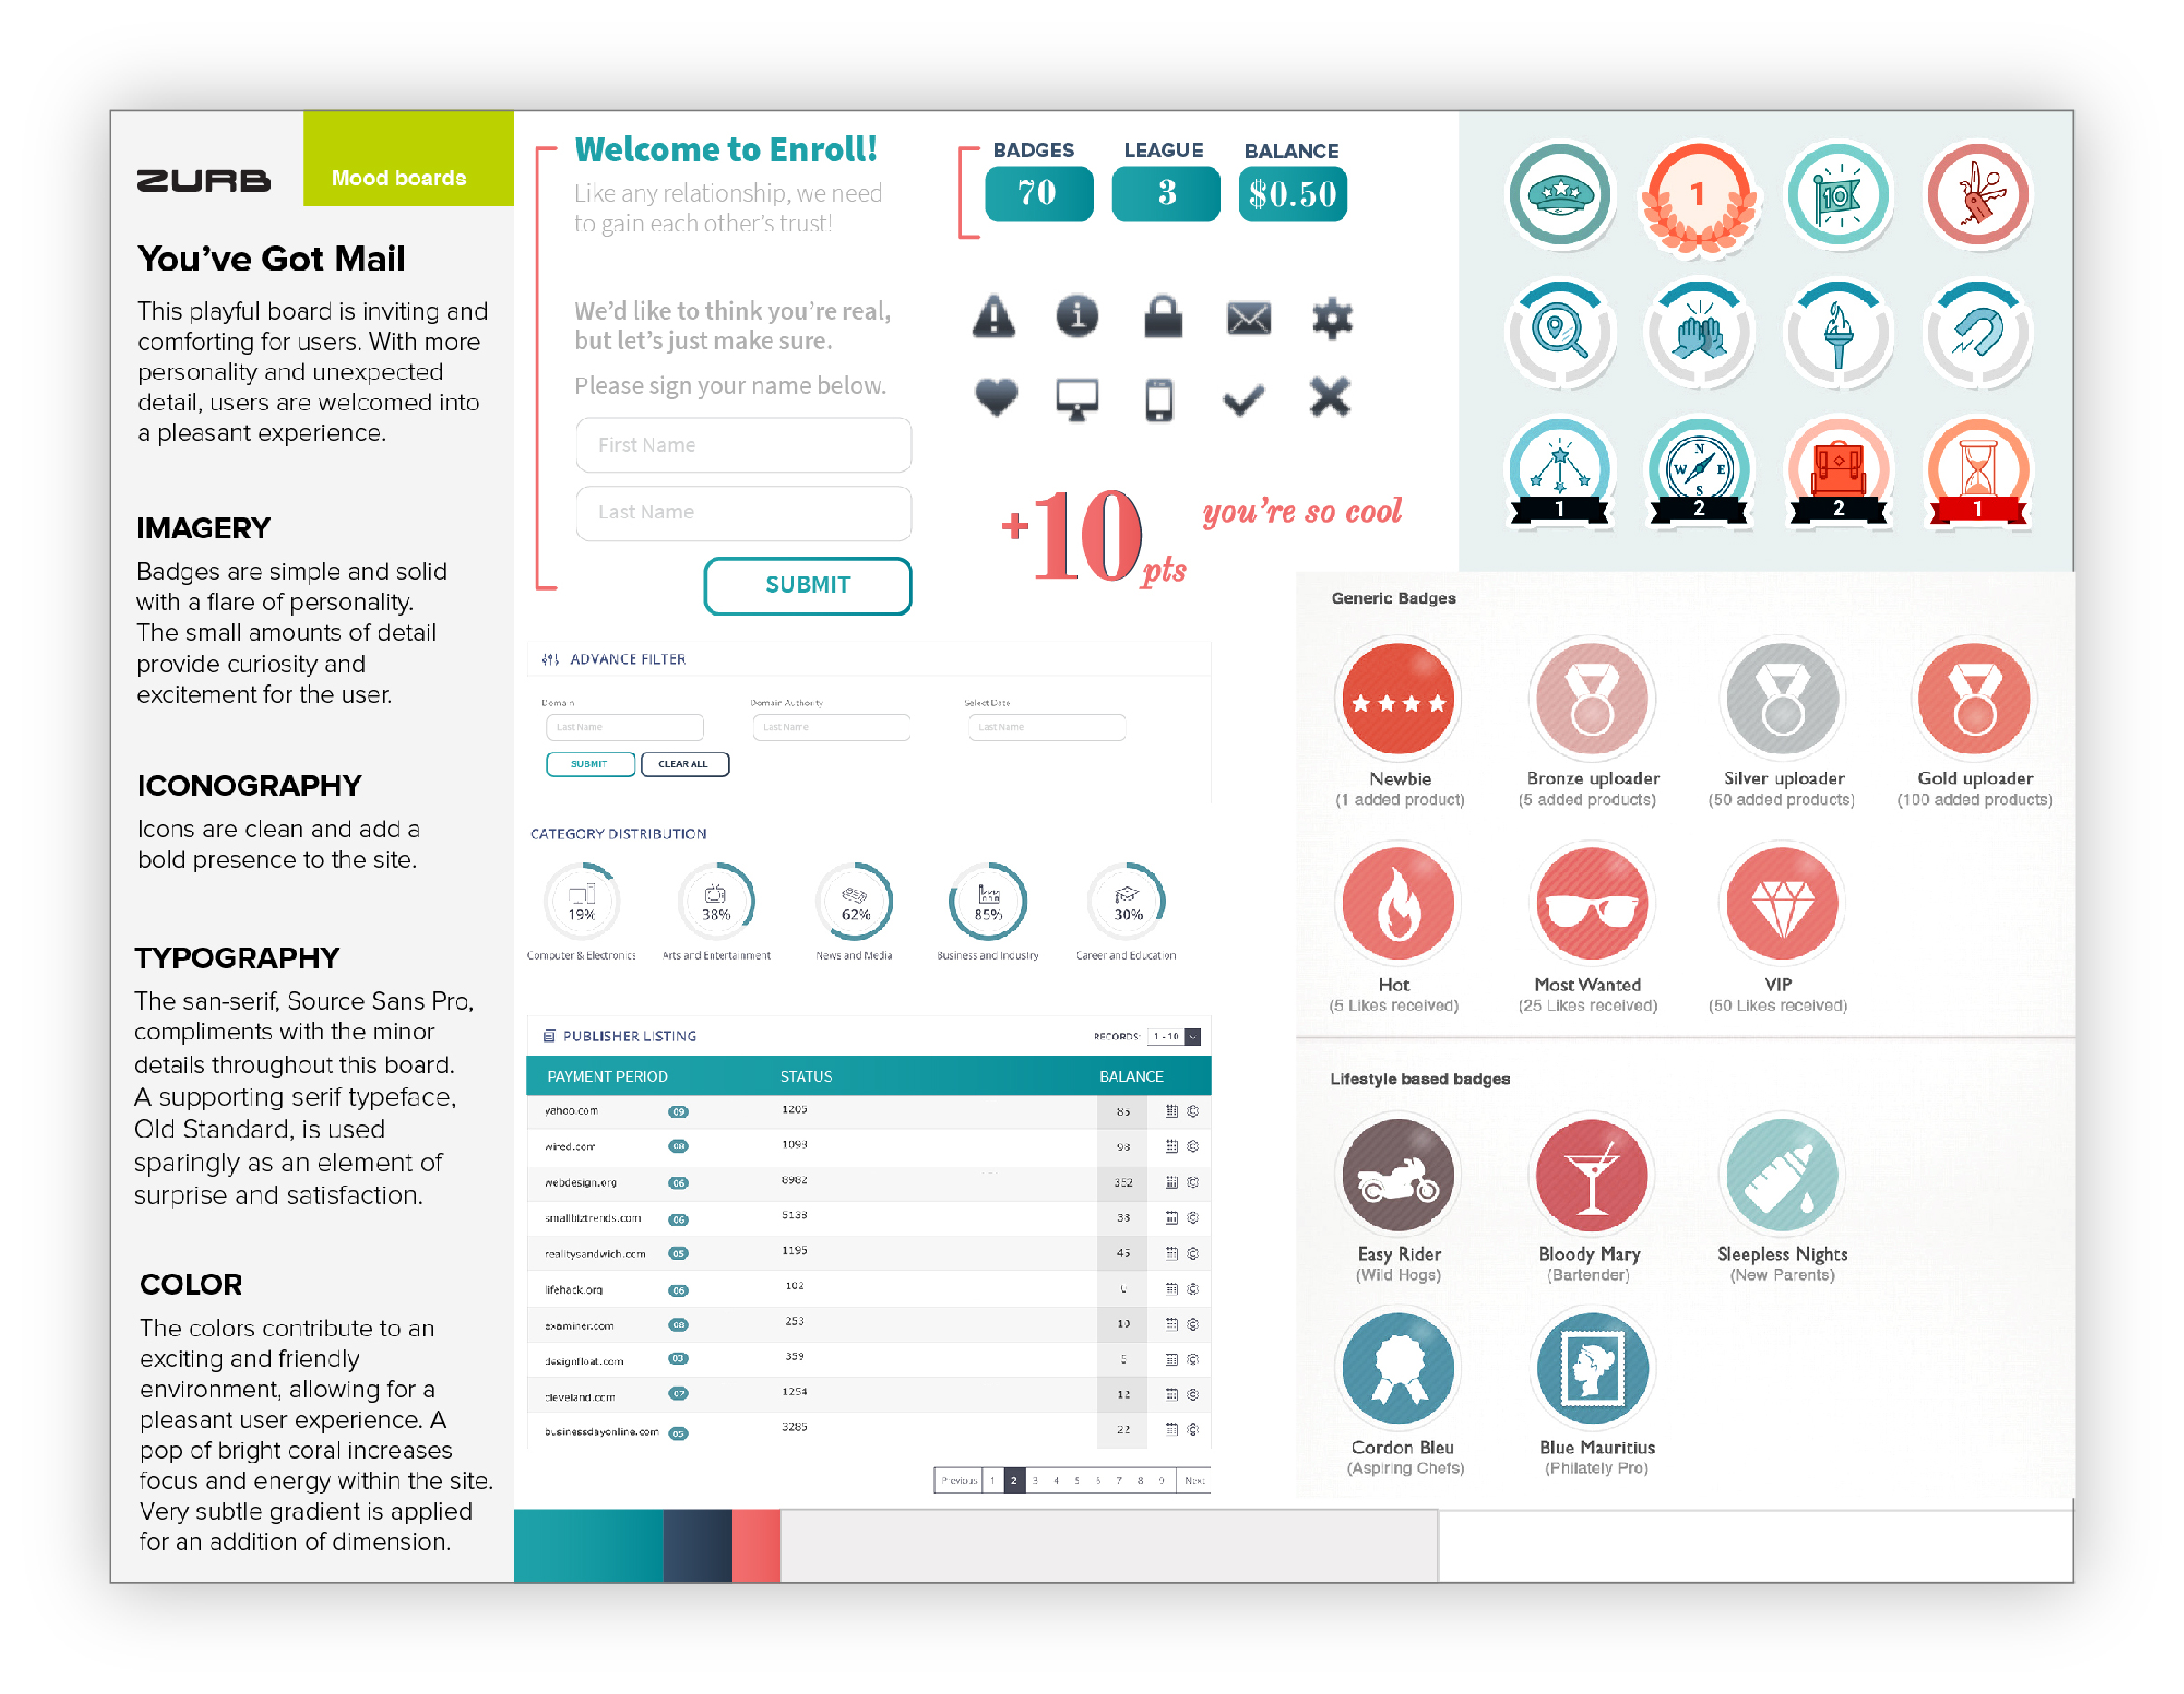 ZURB
Mood boards
You've Got Mail
This playful board is inviting and
comforting for users. With more
personality and unexpected
detail, users are welcomed into
a pleasant experience.
IMAGERY
Badges are simple and solid
with a flare of personality.
The small amounts of detail
provide curiosity and
excitement for the user.
ICONOGRAPHY
Icons are clean and add a
bold presence to the site.
TYPOGRAPHY
The san-serif, Source Sans Pro,
compliments with the minor
details throughout this board.
A supporting serif typeface,
Old Standard, is used
sparingly as an element of
surprise and satisfaction.
COLOR
The colors contribute to an
exciting and friendly
environment, allowing for a
pleasant user experience. A
pop of bright coral increases
focus and energy within the site.
Very subtle gradient is applied
for an addition of dimension.
Welcome to Enroll!
Like any relationship, we need
to gain each other's trust!
We'd like to think you're real,
but let's just make sure.
Please sign your name below.
First Name
Last Name
SUBMIT
BADGES LEAGUE BALANCE
70 3 $0.50
+10 pts you're so cool
1 10
N
W E
S
1 2 2 1
ADVANCE FILTER
Domain Domain Authority Select Date
Last Name Last Name Last Name
SUBMIT CLEAR ALL
CATEGORY DISTRIBUTION
19% 38% 62% 85% 30%
Computer & Electronics Arts and Entertainment News and Media Business and Industry Career and Education
PUBLISHER LISTING RECORDS: 1 - 10
PAYMENT PERIOD STATUS BALANCE
yahoo.com 09 1205 85
wired.com 08 1098 98
webdesign.org 06 8982 352
smallbiztrends.com 06 5138 38
realitysandwich.com 05 1195 45
lifehack.org 06 102 0
examiner.com 08 253 10
designfloat.com 03 359 5
cleveland.com 07 1254 12
businessdayonline.com 05 3285 22
Previous 1 2 3 4 5 6 7 8 9 Next
Generic Badges
Newbie Bronze uploader Silver uploader Gold uploader
(1 added product) (5 added products) (50 added products) (100 added products)
Hot Most Wanted VIP
(5 Likes received) (25 Likes received) (50 Likes received)
Lifestyle based badges
Easy Rider Bloody Mary Sleepless Nights
(Wild Hogs) (Bartender) (New Parents)
Cordon Bleu Blue Mauritius
(Aspiring Chefs) (Philately Pro)